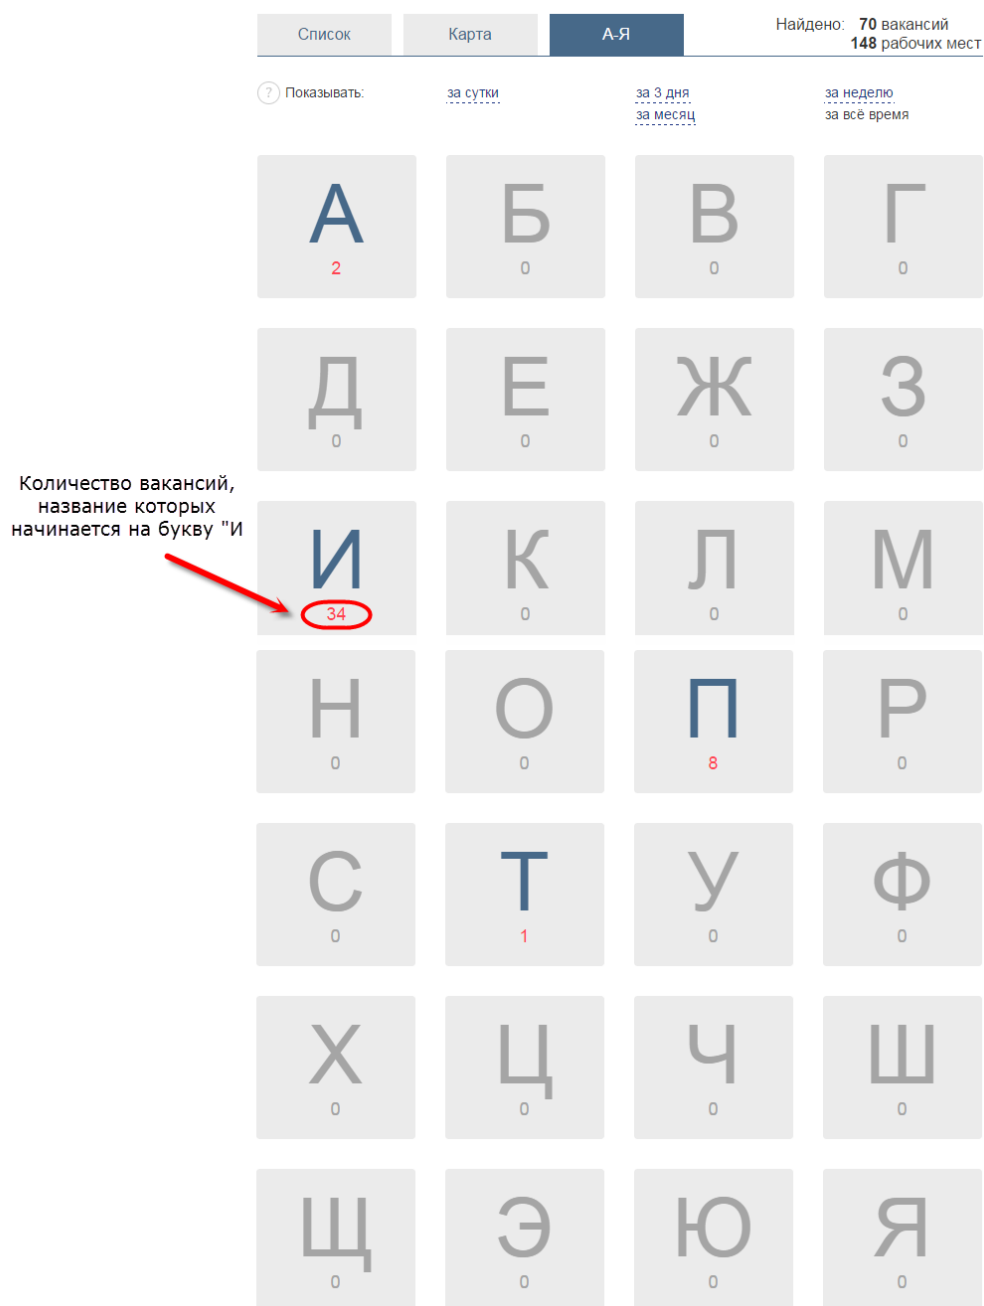 Список Карта А-Я Найдено: 70 вакансий
148 рабочих мест
? Показывать: за сутки за 3 дня за неделю
за месяц за всё время
А Б В Г
2 0 0 0
Д Е Ж З
0 0 0 0
Количество вакансий,
название которых
начинается на букву "И
И К Л М
34 0 0 0
Н О П Р
0 0 8 0
С Т У Ф
0 1 0 0
Х Ц Ч Ш
0 0 0 0
Щ Э Ю Я
0 0 0 0